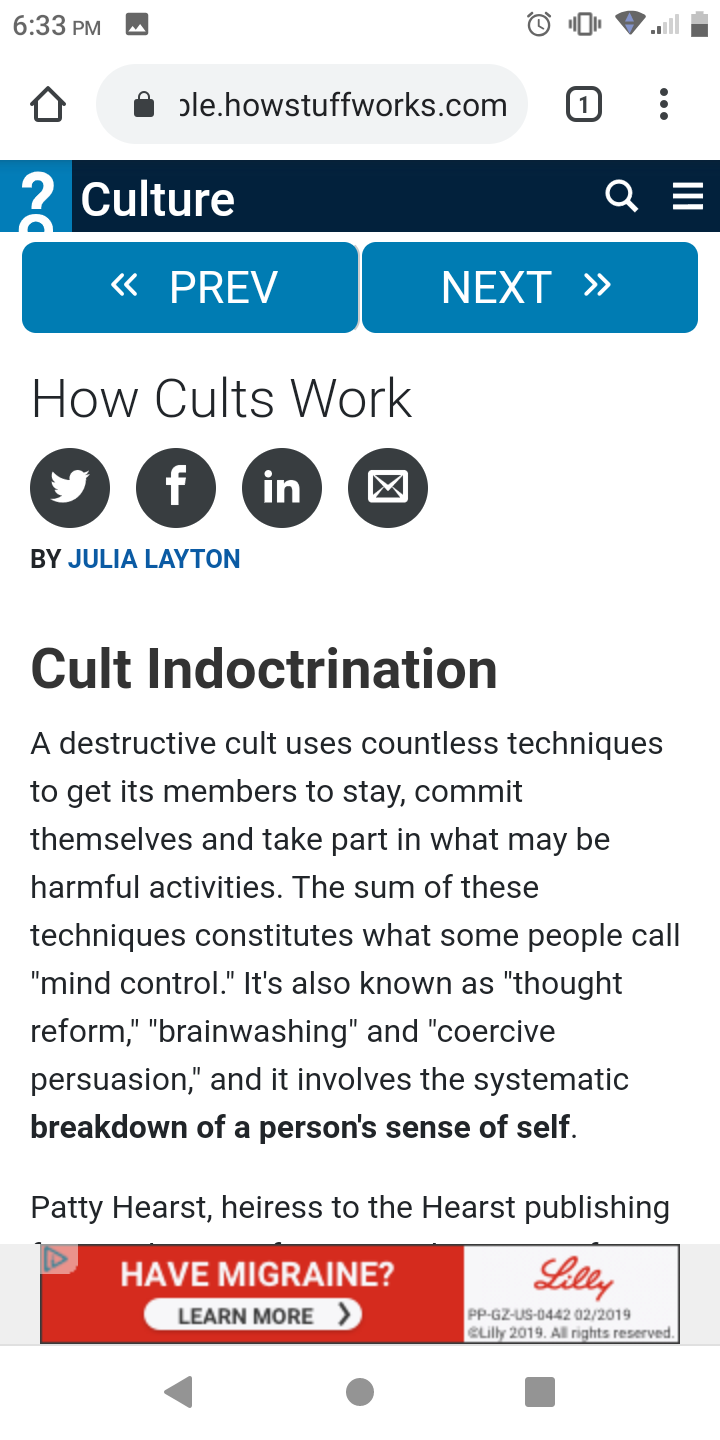 6:33 PM
ple.howstuffworks.com
1
Culture
« PREV
NEXT »
How Cults Work
BY JULIA LAYTON
Cult Indoctrination
A destructive cult uses countless techniques
to get its members to stay, commit
themselves and take part in what may be
harmful activities. The sum of these
techniques constitutes what some people call
"mind control." It's also known as "thought
reform," "brainwashing" and "coercive
persuasion," and it involves the systematic
breakdown of a person's sense of self.
Patty Hearst, heiress to the Hearst publishing
HAVE MIGRAINE?
LEARN MORE
Lilly
PP-GZ-US-0442 02/2019
©Lilly 2019. All rights reserved.